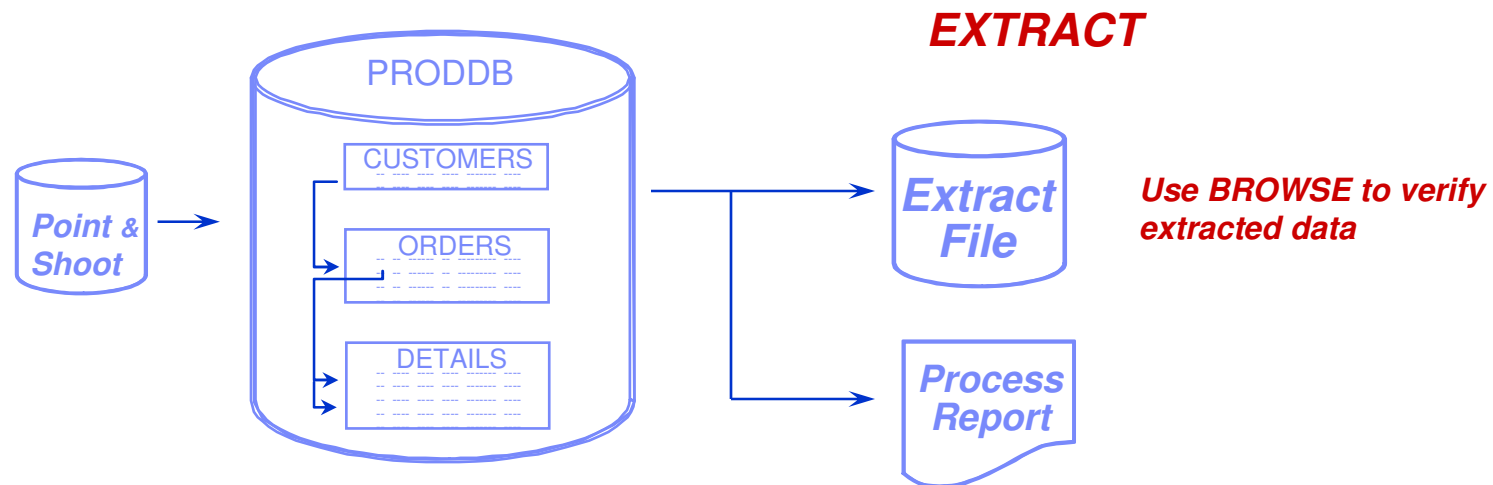 EXTRACT
PRODDB
CUSTOMERS
ORDERS
DETAILS
Point &
Shoot
Extract
File
Use BROWSE to verify
extracted data
Process
Report